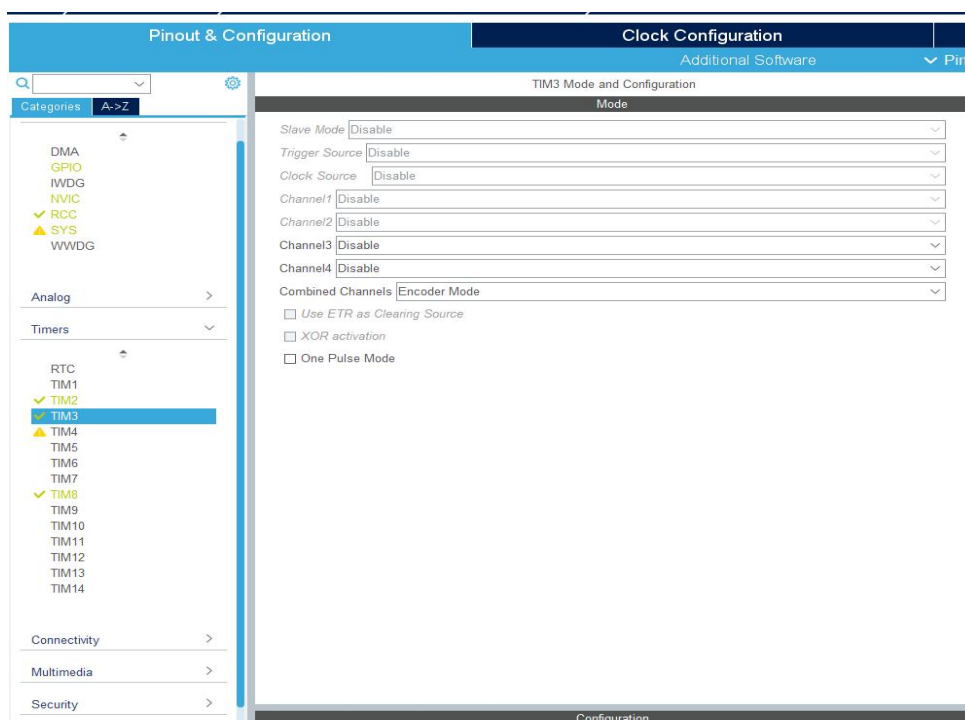 Pinout & Configuration
Clock Configuration
Additional Software
Pin
Categories
A->Z
DMA
GPIO
IWDG
NVIC
RCC
SYS
WWDG
Analog
Timers
RTC
TIM1
TIM2
TIM3
TIM4
TIM5
TIM6
TIM7
TIM8
TIM9
TIM10
TIM11
TIM12
TIM13
TIM14
Connectivity
Multimedia
Security
TIM3 Mode and Configuration
Mode
Slave Mode Disable
Trigger Source Disable
Clock Source Disable
Channel1 Disable
Channel2 Disable
Channel3 Disable
Channel4 Disable
Combined Channels Encoder Mode
Use ETR as Clearing Source
XOR activation
One Pulse Mode
Configuration